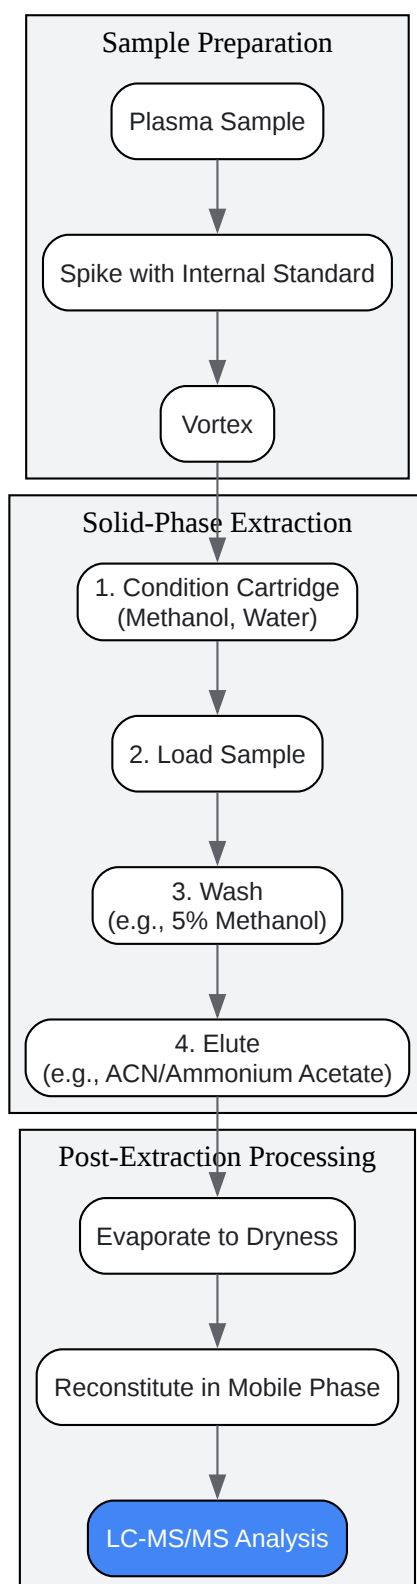 Sample Preparation
Plasma Sample
Spike with Internal Standard
Vortex
Solid-Phase Extraction
1. Condition Cartridge
(Methanol, Water)
2. Load Sample
3. Wash
(e.g., 5% Methanol)
4. Elute
(e.g., ACN/Ammonium Acetate)
Post-Extraction Processing
Evaporate to Dryness
Reconstitute in Mobile Phase
LC-MS/MS Analysis